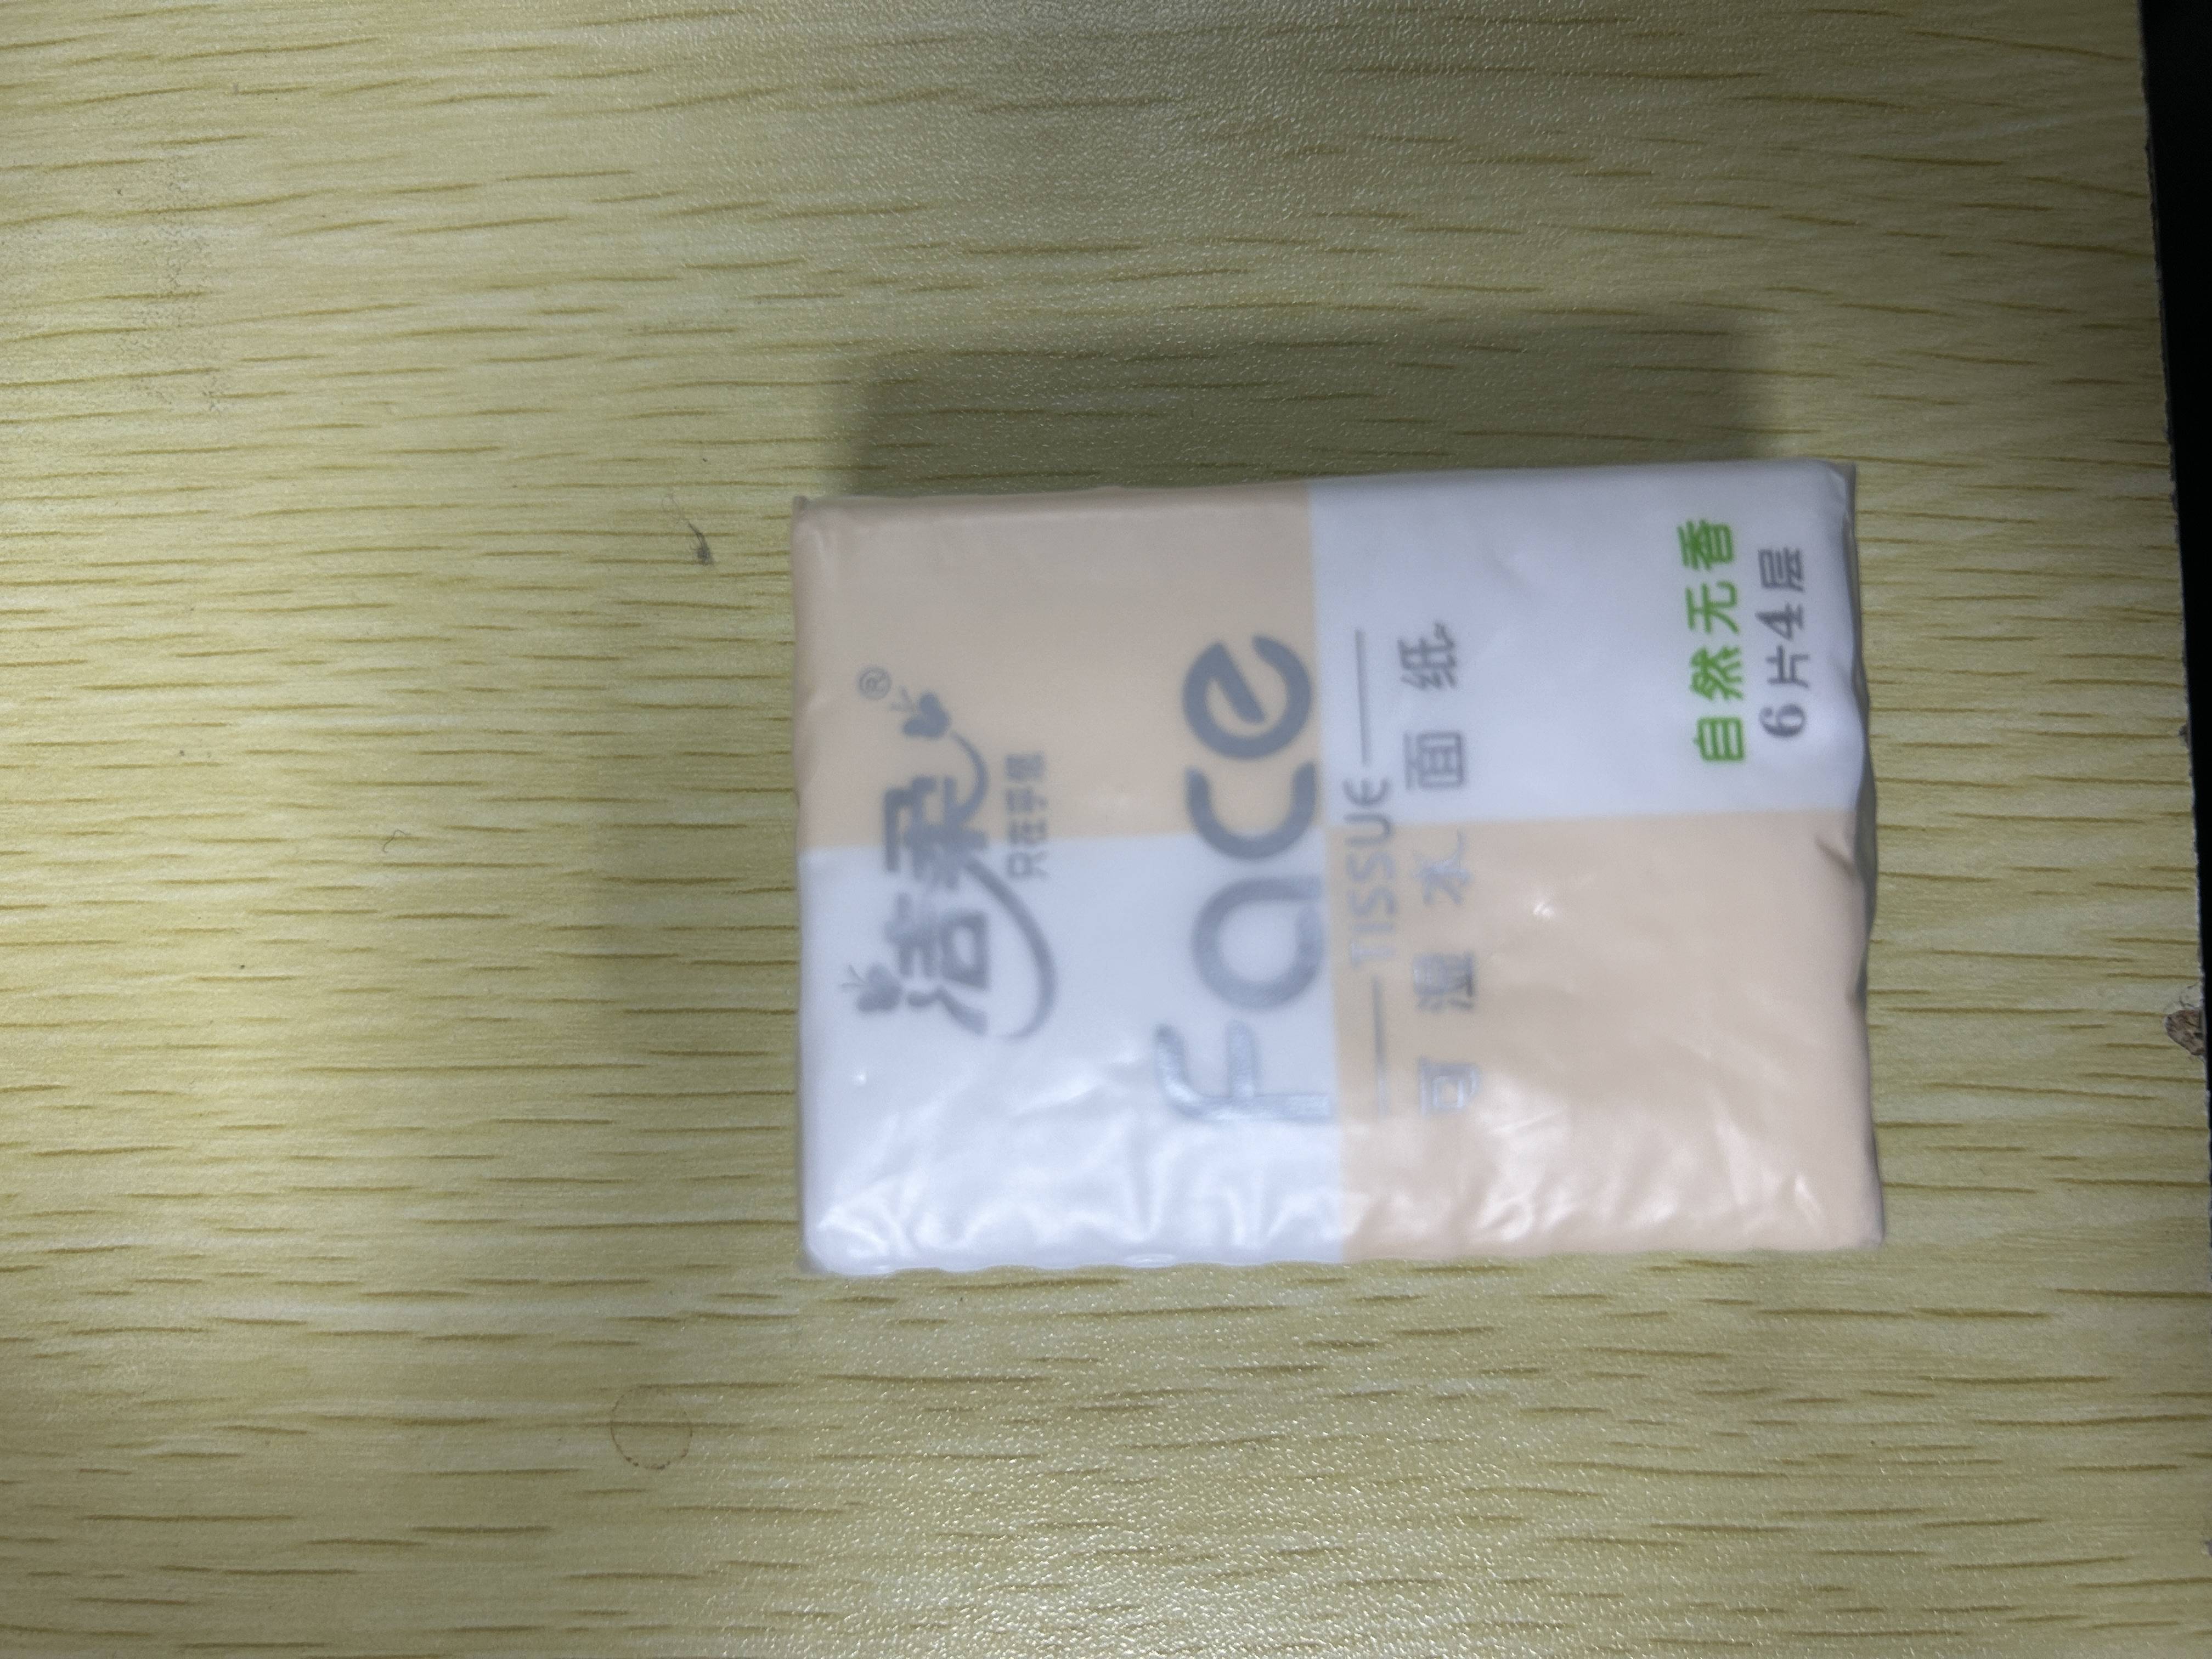 洁柔®
只在乎你
Face
TISSUE
可湿水面纸
自然无香
6片4层